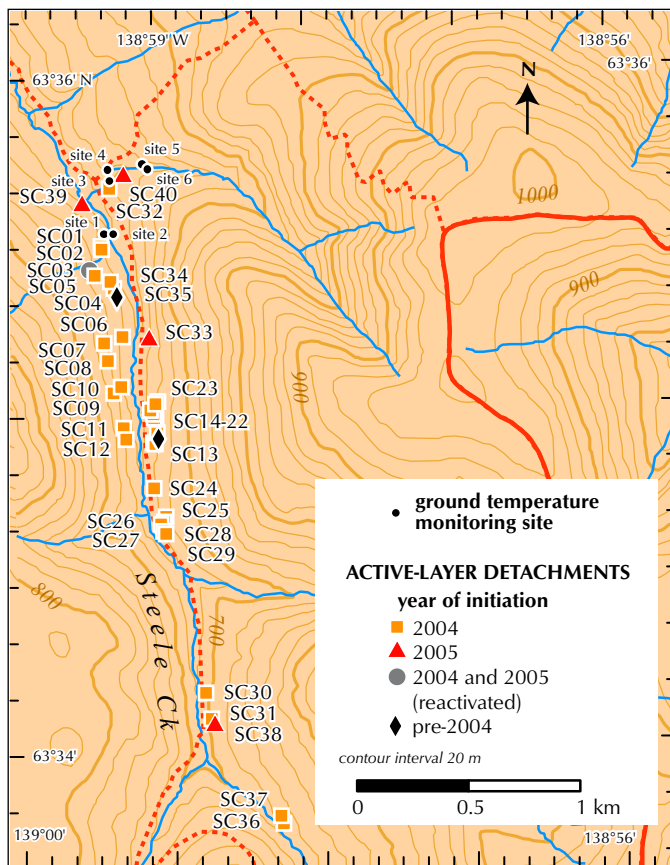 138°59' W
138°56'
63°36' N
63°36'
N
site 5
site 4
site 3
site 6
SC39
SC40
SC32
1000
site 1
site 2
SC01
SC02
SC03
SC05
SC04
SC34
SC35
900
SC06
SC33
SC07
SC08
900
SC10
SC09
SC23
SC14-22
SC11
SC12
SC13
SC24
SC25
SC26
SC27
SC28
SC29
800
Steele Ck
700
SC30
SC31
SC38
63°34'
SC37
SC36
139°00'
138°56'
ground temperature
monitoring site
ACTIVE-LAYER DETACHMENTS
year of initiation
2004
2005
2004 and 2005
(reactivated)
pre-2004
contour interval 20 m
0 0.5 1 km